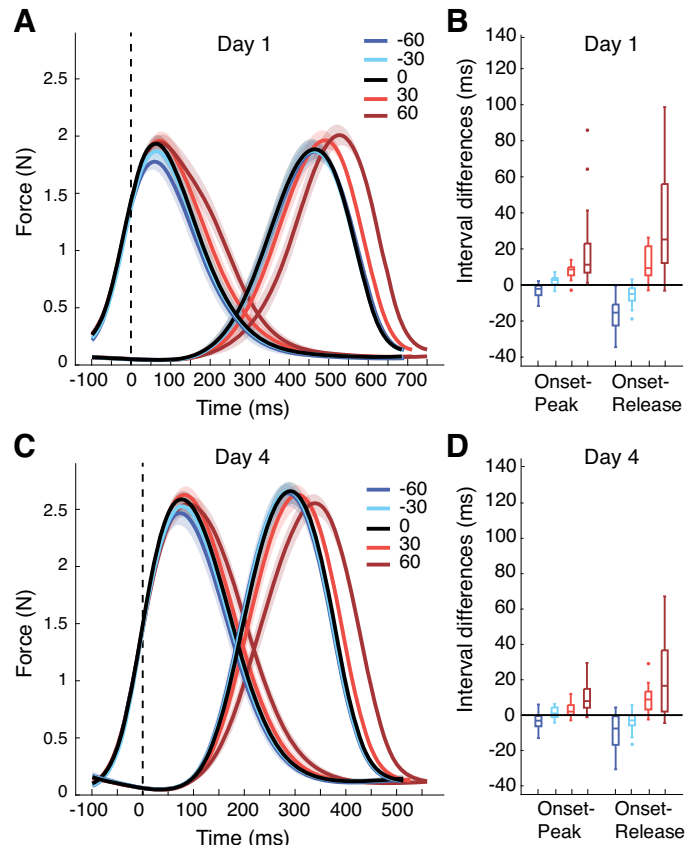 A
Day 1
-60
-30
0
30
60
Force (N)
2.5
2
1.5
1
0.5
0
-100 0 100 200 300 400 500 600 700
Time (ms)
B
Day 1
Interval differences (ms)
140
120
100
80
60
40
20
0
-20
-40
Onset- Onset-
Peak Release
C
Day 4
-60
-30
0
30
60
Force (N)
2.5
2
1.5
1
0.5
0
-100 0 100 200 300 400 500
Time (ms)
D
Day 4
Interval differences (ms)
140
120
100
80
60
40
20
0
-20
-40
Onset- Onset-
Peak Release